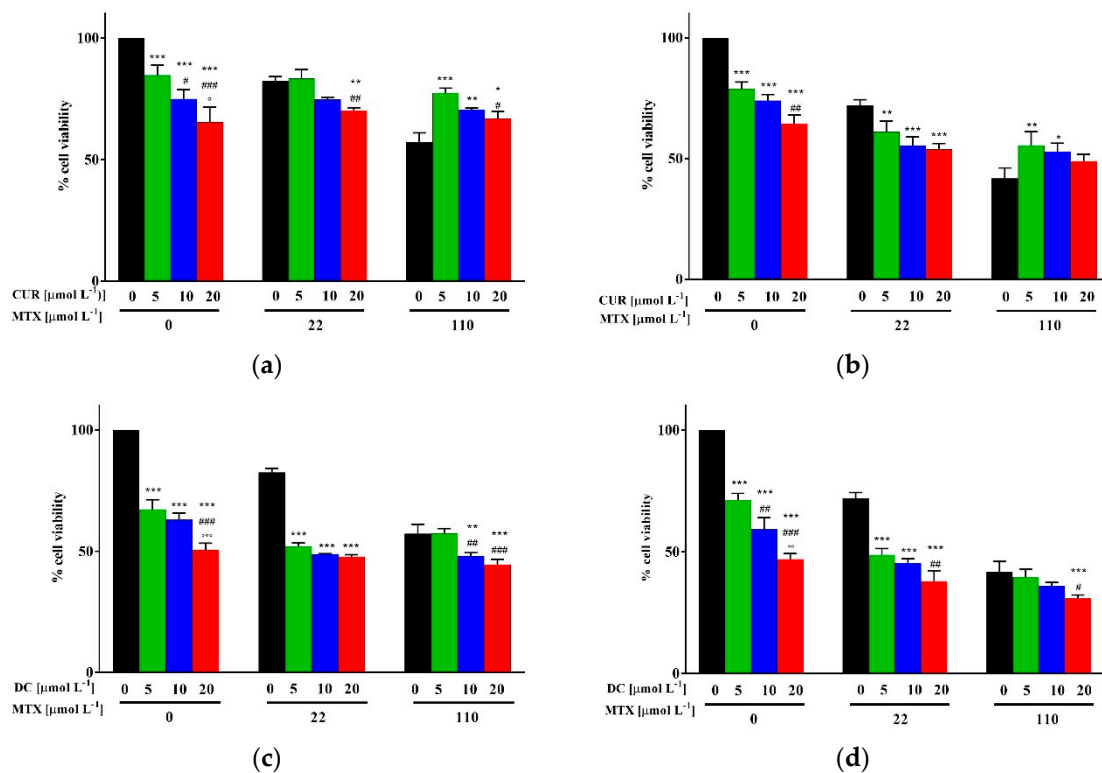 100
50
0
% cell viability
***
***
#
***
###
°
**
##
***
**
*
#
CUR [µmol L⁻¹)]
0 5 10 20 0 5 10 20 0 5 10 20
MTX [µmol L⁻¹]
0 22 110
(a)
100
50
0
% cell viability
***
***
***
##
**
***
***
**
*
CUR [µmol L⁻¹]
0 5 10 20 0 5 10 20 0 5 10 20
MTX [µmol L⁻¹]
0 22 110
(b)
100
50
0
% cell viability
***
***
***
###
°°°
***
***
***
**
##
***
###
DC [µmol L⁻¹]
0 5 10 20 0 5 10 20 0 5 10 20
MTX [µmol L⁻¹]
0 22 110
(c)
100
50
0
% cell viability
***
***
##
***
###
°°
***
***
***
##
***
#
DC [µmol L⁻¹]
0 5 10 20 0 5 10 20 0 5 10 20
MTX [µmol L⁻¹]
0 22 110
(d)